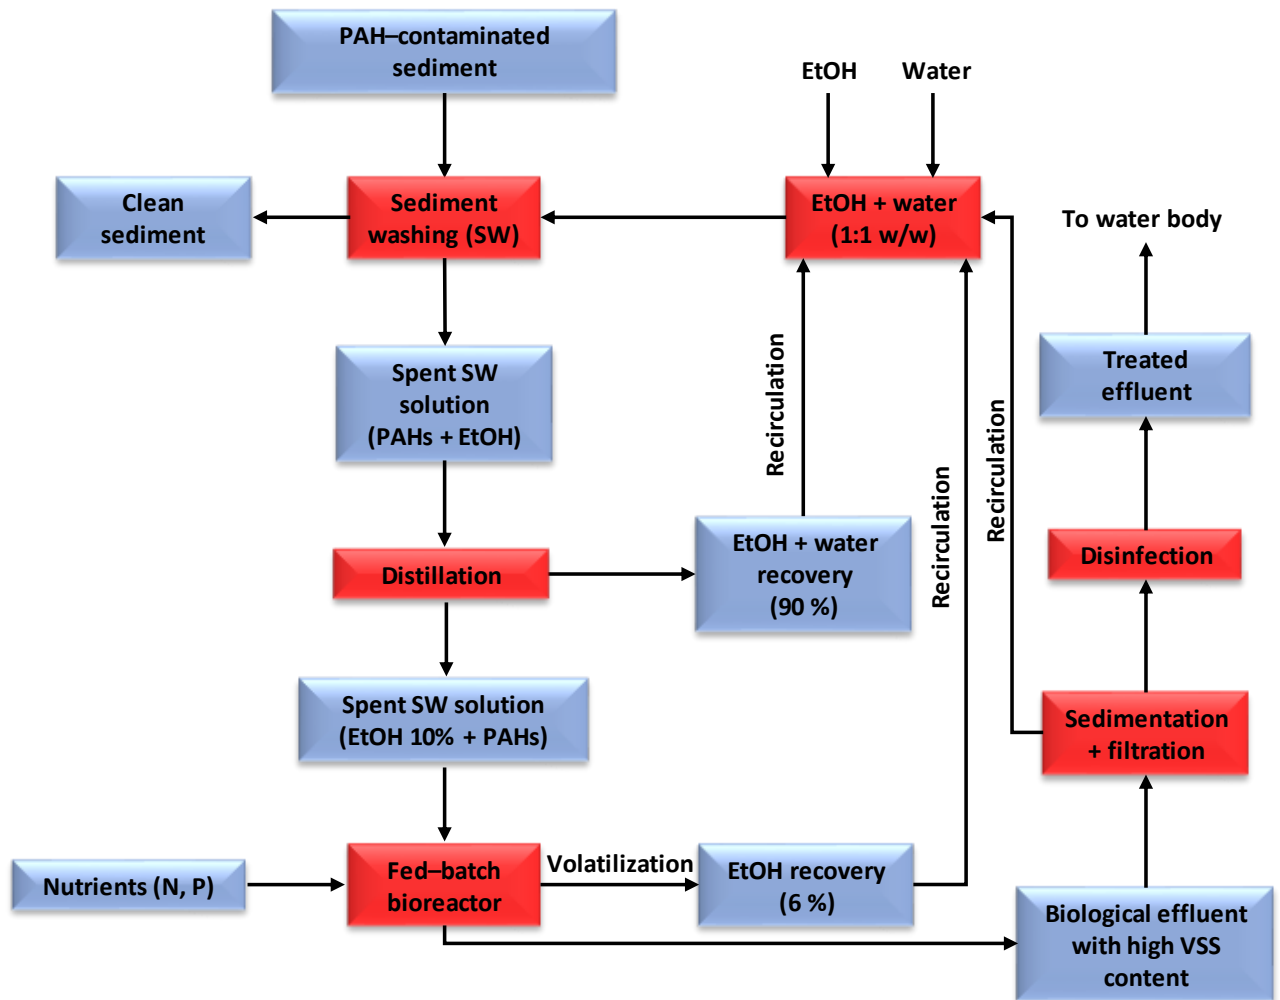 PAH–contaminated
sediment
EtOH
Water
Clean
sediment
Sediment
washing (SW)
EtOH + water
(1:1 w/w)
To water body
Spent SW
solution
(PAHs + EtOH)
Recirculation
Recirculation
Recirculation
Treated
effluent
Distillation
EtOH + water
recovery
(90 %)
Disinfection
Spent SW solution
(EtOH 10% + PAHs)
Sedimentation
+ filtration
Nutrients (N, P)
Fed–batch
bioreactor
Volatilization
EtOH recovery
(6 %)
Biological effluent
with high VSS
content